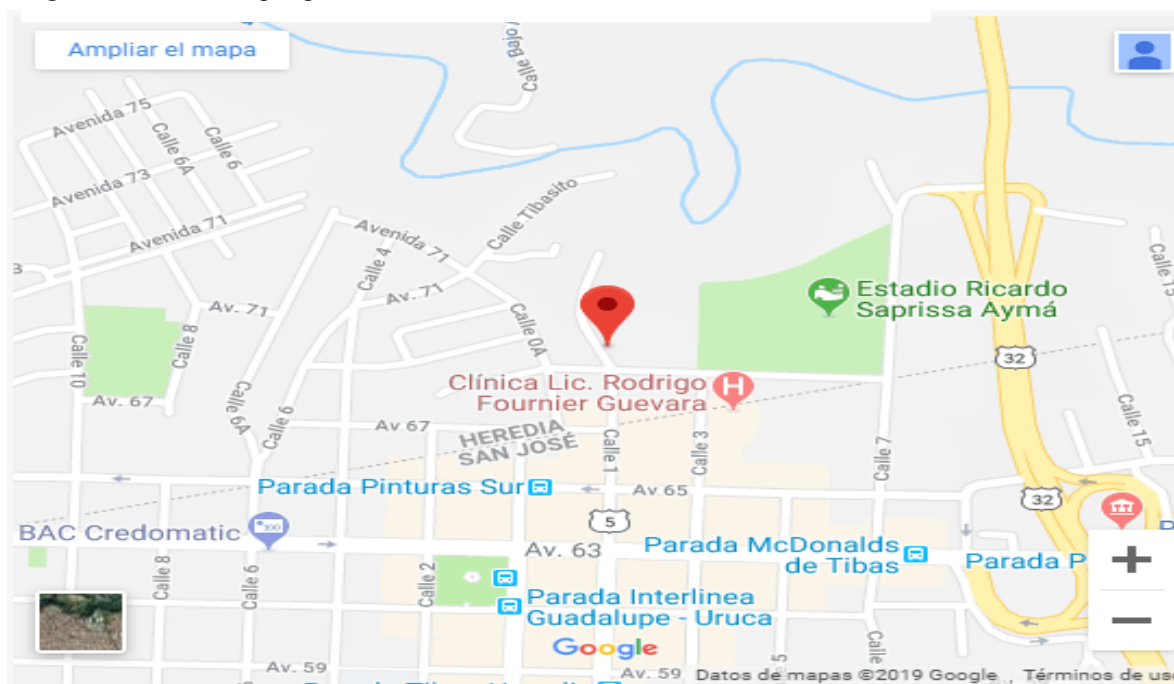 Ampliar el mapa
Calle Bajo
Avenida 75
Calle 6A
Calle 6
Avenida 73
Avenida 71
Calle Tibasito
Avenida 71
Calle 4
Av. 71
Av. 71
Calle 0A
Calle 8
Calle 10
Estadio Ricardo
Saprissa Aymá
32
Calle 15
Clínica Lic. Rodrigo
Fournier Guevara
H
Av. 67
Calle 6A
Calle 6
Av 67
HEREDIA
SAN JOSÉ
Calle 1
Calle 3
Calle 7
Calle 15
Parada Pinturas Sur
Av 65
32
5
BAC Credomatic
Av. 63
Parada McDonalds
de Tibas
Parada P
+
Calle 8
Calle 6
Calle 2
Parada Interlinea
Guadalupe - Uruca
Calle
−
Google
Av. 59
Av. 59
Datos de mapas ©2019 Google
Términos de us